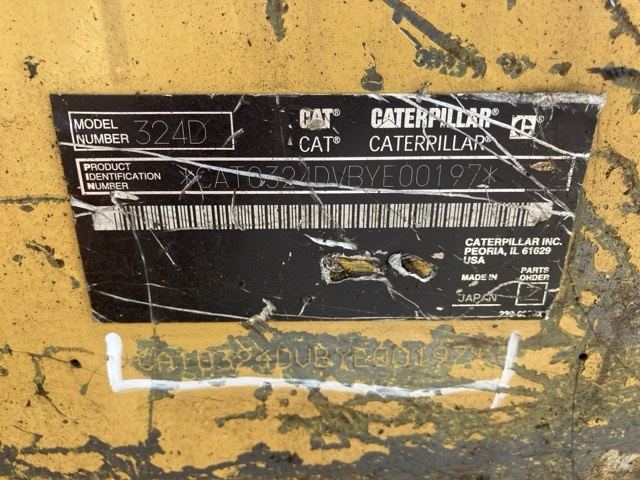 MODEL NUMBER 324D
CAT® CATERPILLAR®
CAT® CATERPILLAR
PRODUCT IDENTIFICATION NUMBER *CAT0324DVBYE00197*
CATERPILLAR INC.
PEORIA, IL 61629
USA
MADE IN
JAPAN
PARTS ORDER
*CAT0324DVBYE00197*